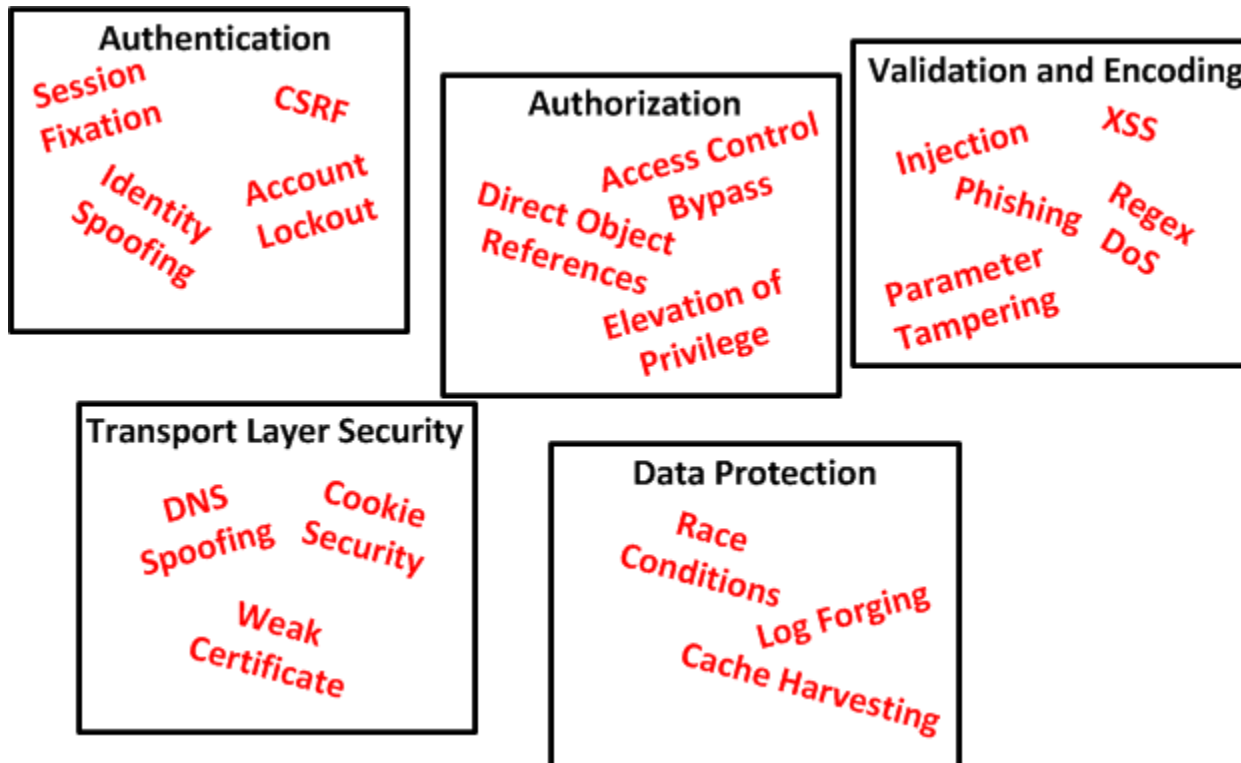 Authentication
Session
Fixation
CSRF
Identity
Spoofing
Account
Lockout
Authorization
Access Control
Bypass
Direct Object
References
Elevation of
Privilege
Validation and Encoding
XSS
Injection
Phishing
Regex
DoS
Parameter
Tampering
Transport Layer Security
DNS
Spoofing
Cookie
Security
Weak
Certificate
Data Protection
Race
Conditions
Log Forging
Cache Harvesting